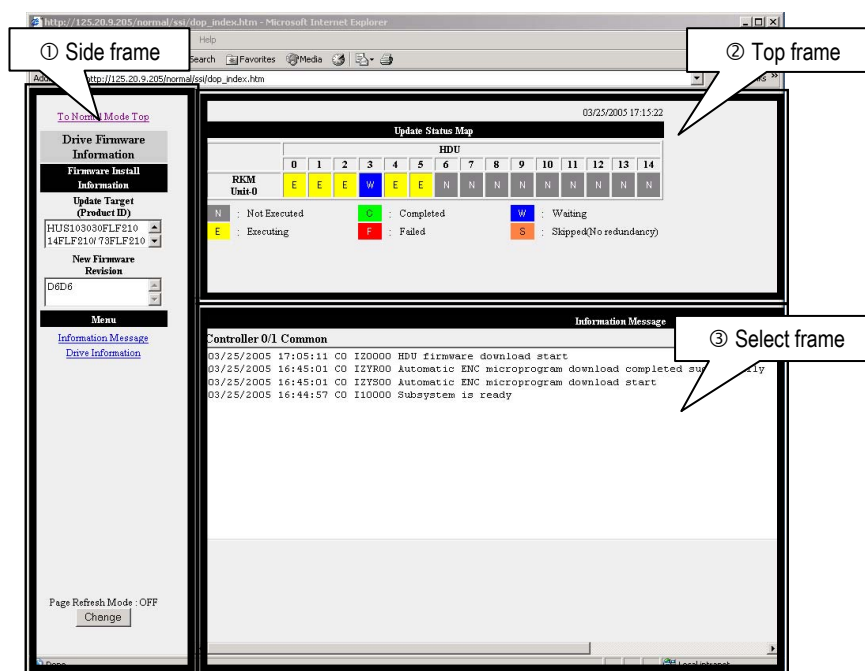 http://125.20.9.205/normal/ssi/dop_index.htm - Microsoft Internet Explorer
Help
① Side frame
② Top frame
Search Favorites Media
http://125.20.9.205/normal/ssi/dop_index.htm
To Normal Mode Top
03/25/2005 17:15:22
Update Status Map
Drive Firmware
Information
HDU
0 1 2 3 4 5 6 7 8 9 10 11 12 13 14
Firmware Install
Information
RKM
Unit-0
E E E W E E N N N N N N N N N
Update Target
(Product ID)
N : Not Executed C : Completed W : Waiting
E : Executing F : Failed S : Skipped(No redundancy)
HUS103030FLF210
14FLF210/73FLF210
New Firmware
Revision
D6D6
Menu
Information Message
Drive Information
Information Message
③ Select frame
Controller 0/1 Common
03/25/2005 17:05:11 C0 IZ0000 HDU firmware download start
03/25/2005 16:45:01 C0 IZYR00 Automatic ENC microprogram download completed
03/25/2005 16:45:01 C0 IZYS00 Automatic ENC microprogram download start
03/25/2005 16:44:57 C0 I10000 Subsystem is ready
Page Refresh Mode : OFF
Change
Done
Local intranet